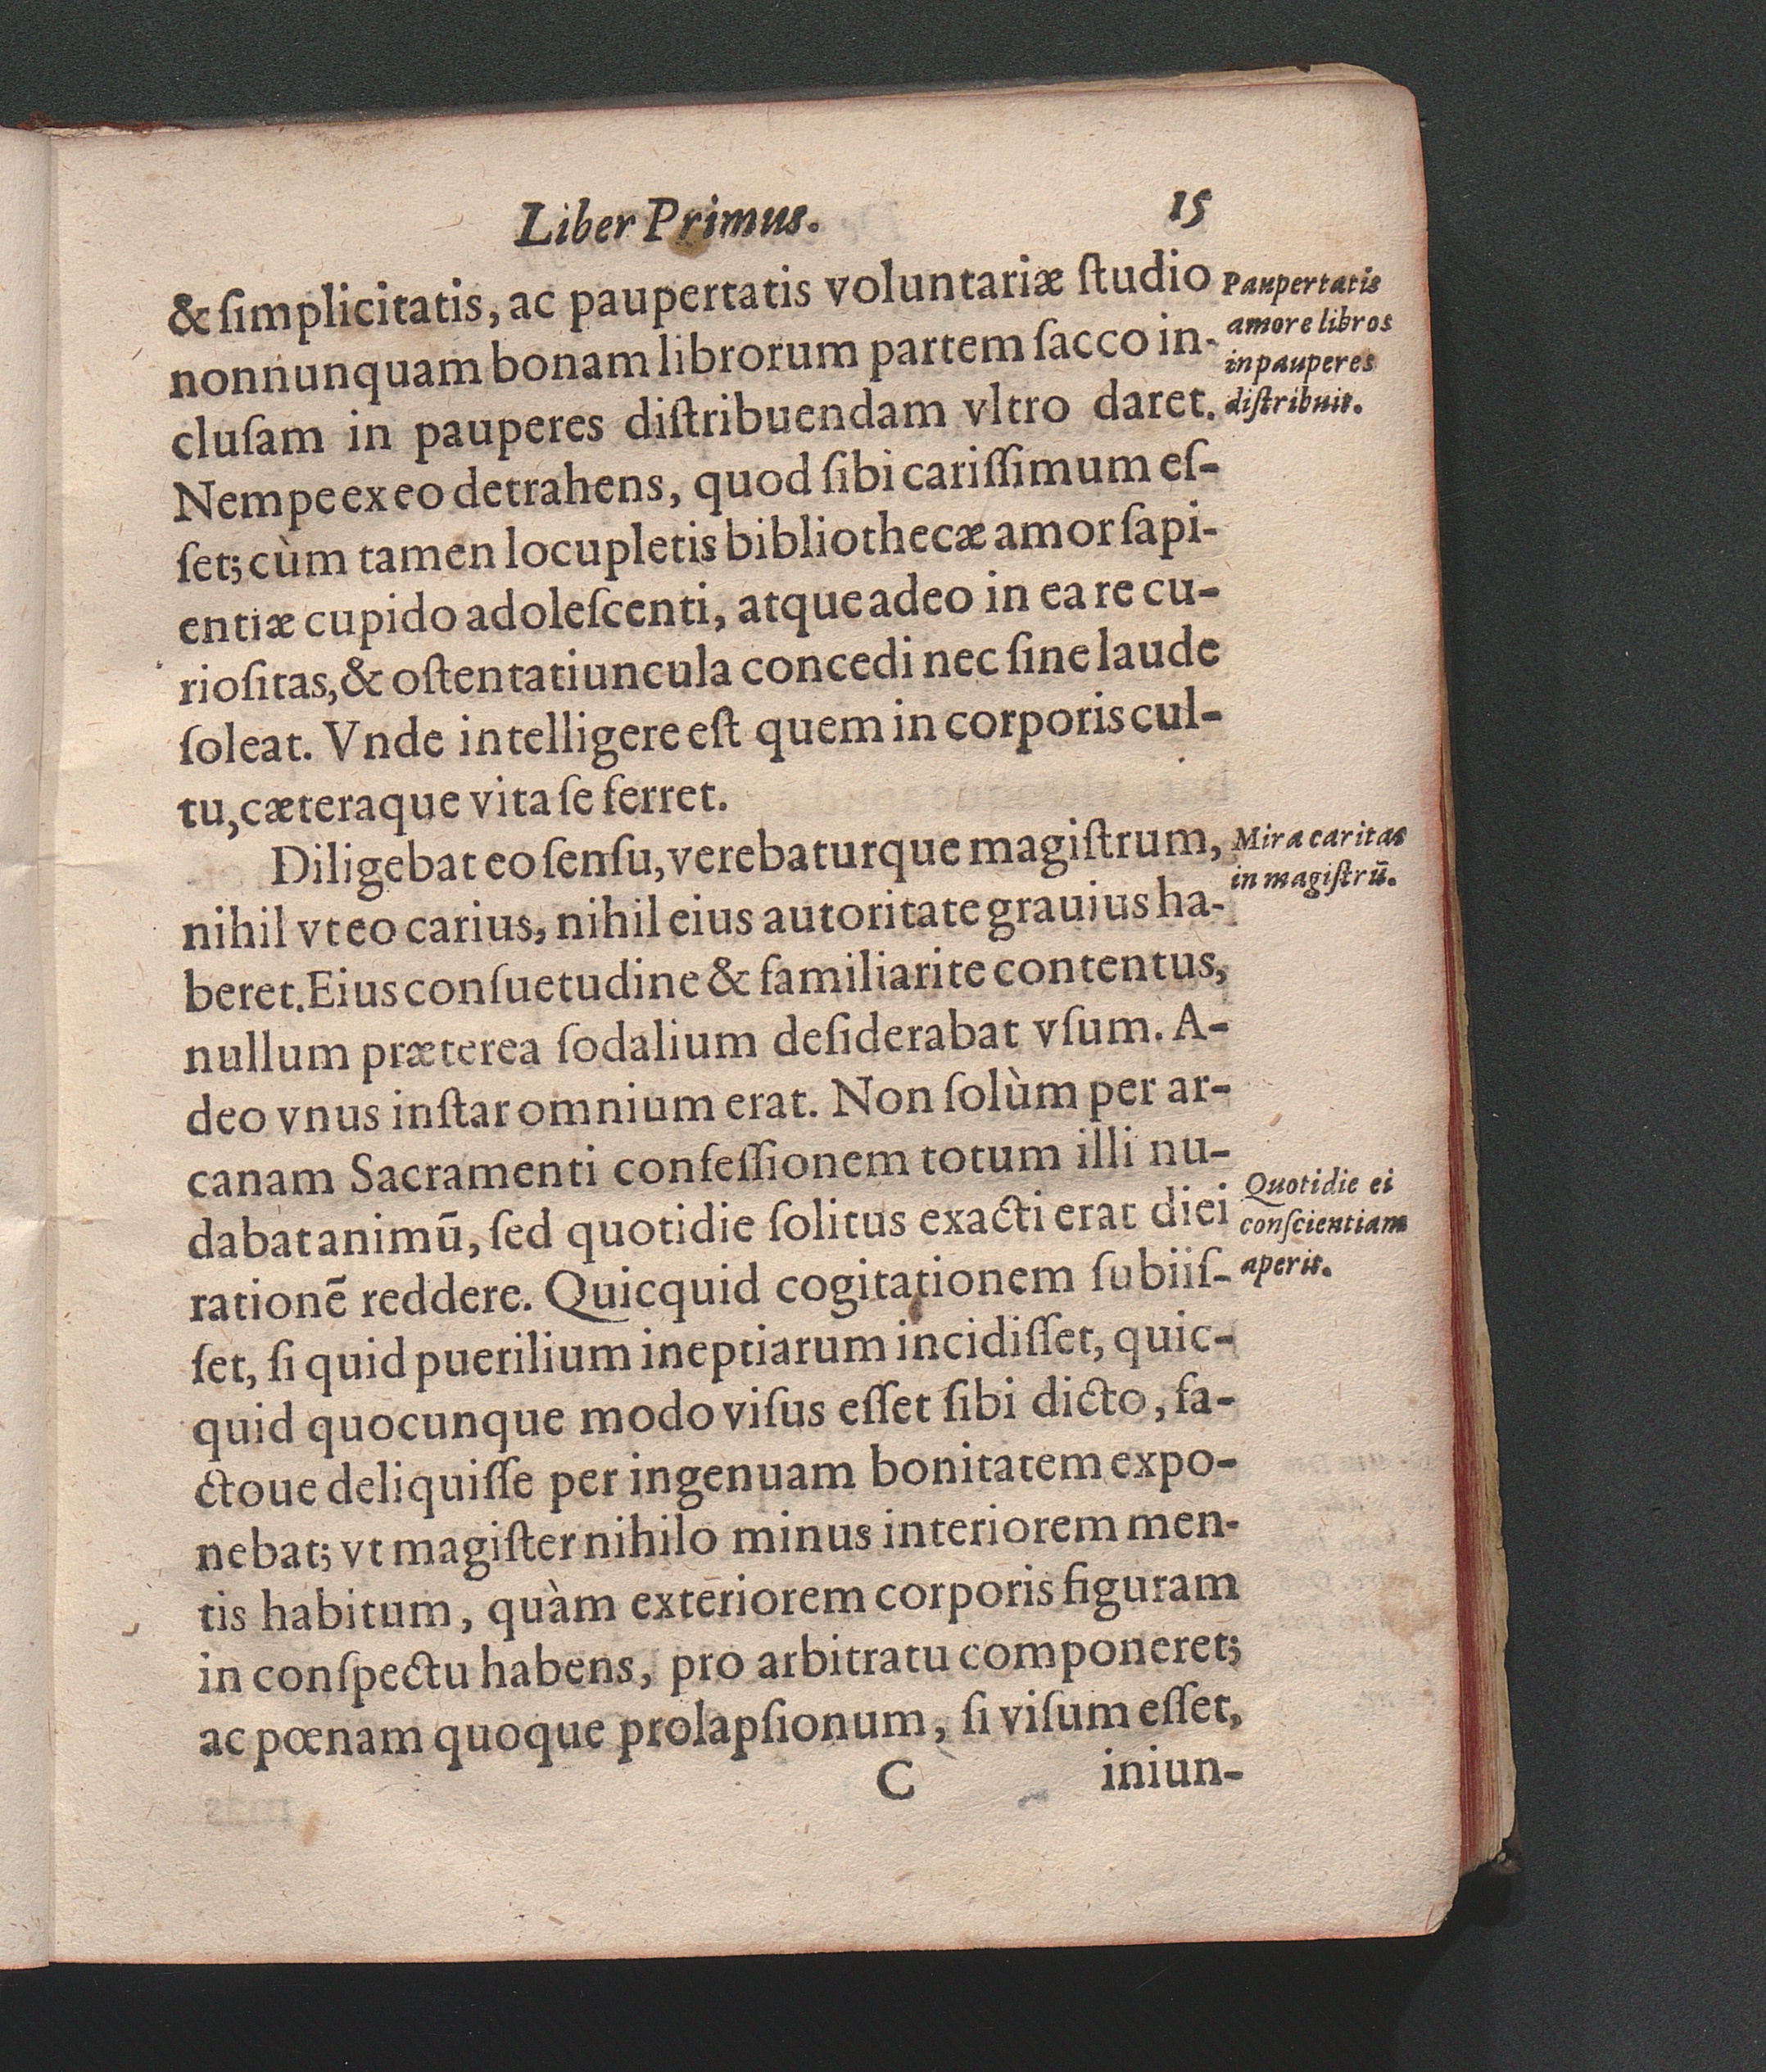 Liber Primus. 15
& ſimplicitatis, ac paupertatis voluntariæ ſtudio
nonnunquam bonam librorum partem ſacco in-
cluſam in pauperes diſtribuendam vltro daret.
Nempe ex eo detrahens, quod ſibi cariſſimum eſ-
ſet; cùm tamen locupletis bibliothecæ amor ſapi-
entiæ cupido adoleſcenti, atque adeo in ea re cu-
rioſitas, & oſtentatiuncula concedi nec ſine laude
ſoleat. Vnde intelligere eſt quem in corporis cul-
tu, cæteraque vita ſe ferret.
Diligebat eo ſenſu, verebaturque magiſtrum,
nihil vt eo carius, nihil eius autoritate grauius ha-
beret. Eius conſuetudine & familiarite contentus,
nullum præterea ſodalium deſiderabat vſum. A-
deo vnus inſtar omnium erat. Non ſolùm per ar-
canam Sacramenti confeſſionem totum illi nu-
dabat animū, ſed quotidie ſolitus exacti erat diei
rationē reddere. Quicquid cogitationem ſubiiſ-
ſet, ſi quid puerilium ineptiarum incidiſſet, quic-
quid quocunque modo viſus eſſet ſibi dicto, fa-
ctoue deliquiſſe per ingenuam bonitatem expo-
nebat; vt magiſter nihilo minus interiorem men-
tis habitum, quàm exteriorem corporis figuram
in conſpectu habens, pro arbitratu componeret;
ac pœnam quoque prolapſionum, ſi viſum eſſet,
C iniun-
Paupertatis
amore libros
in pauperes
diſtribuit.
Mira caritas
in magiſtrū.
Quotidie ei
conſcientiam
aperit.